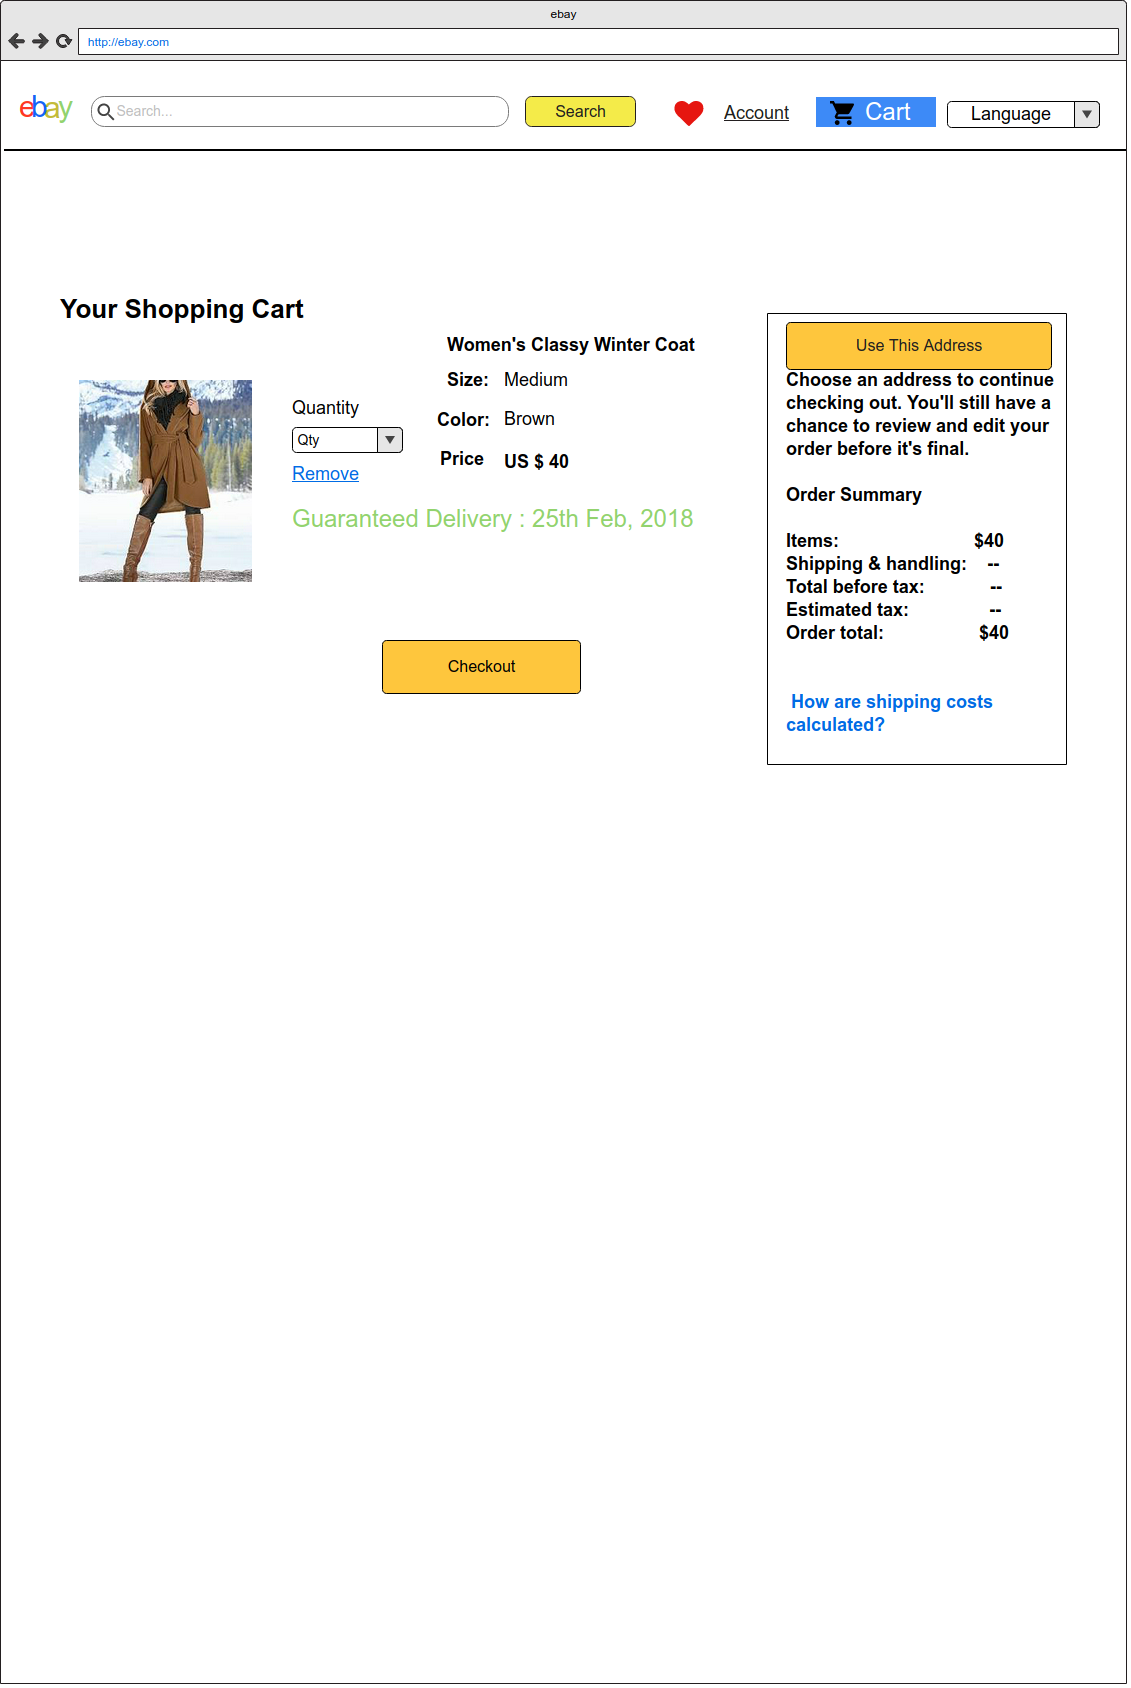 ebay
http://ebay.com
ebay
Search...
Search
Account
Cart
Language
Your Shopping Cart
Women's Classy Winter Coat
Size: Medium
Quantity
Color: Brown
Qty
Price US $ 40
Remove
Guaranteed Delivery : 25th Feb, 2018
Checkout
Use This Address
Choose an address to continue
checking out. You'll still have a
chance to review and edit your
order before it's final.
Order Summary
Items: $40
Shipping & handling: --
Total before tax: --
Estimated tax: --
Order total: $40
How are shipping costs
calculated?